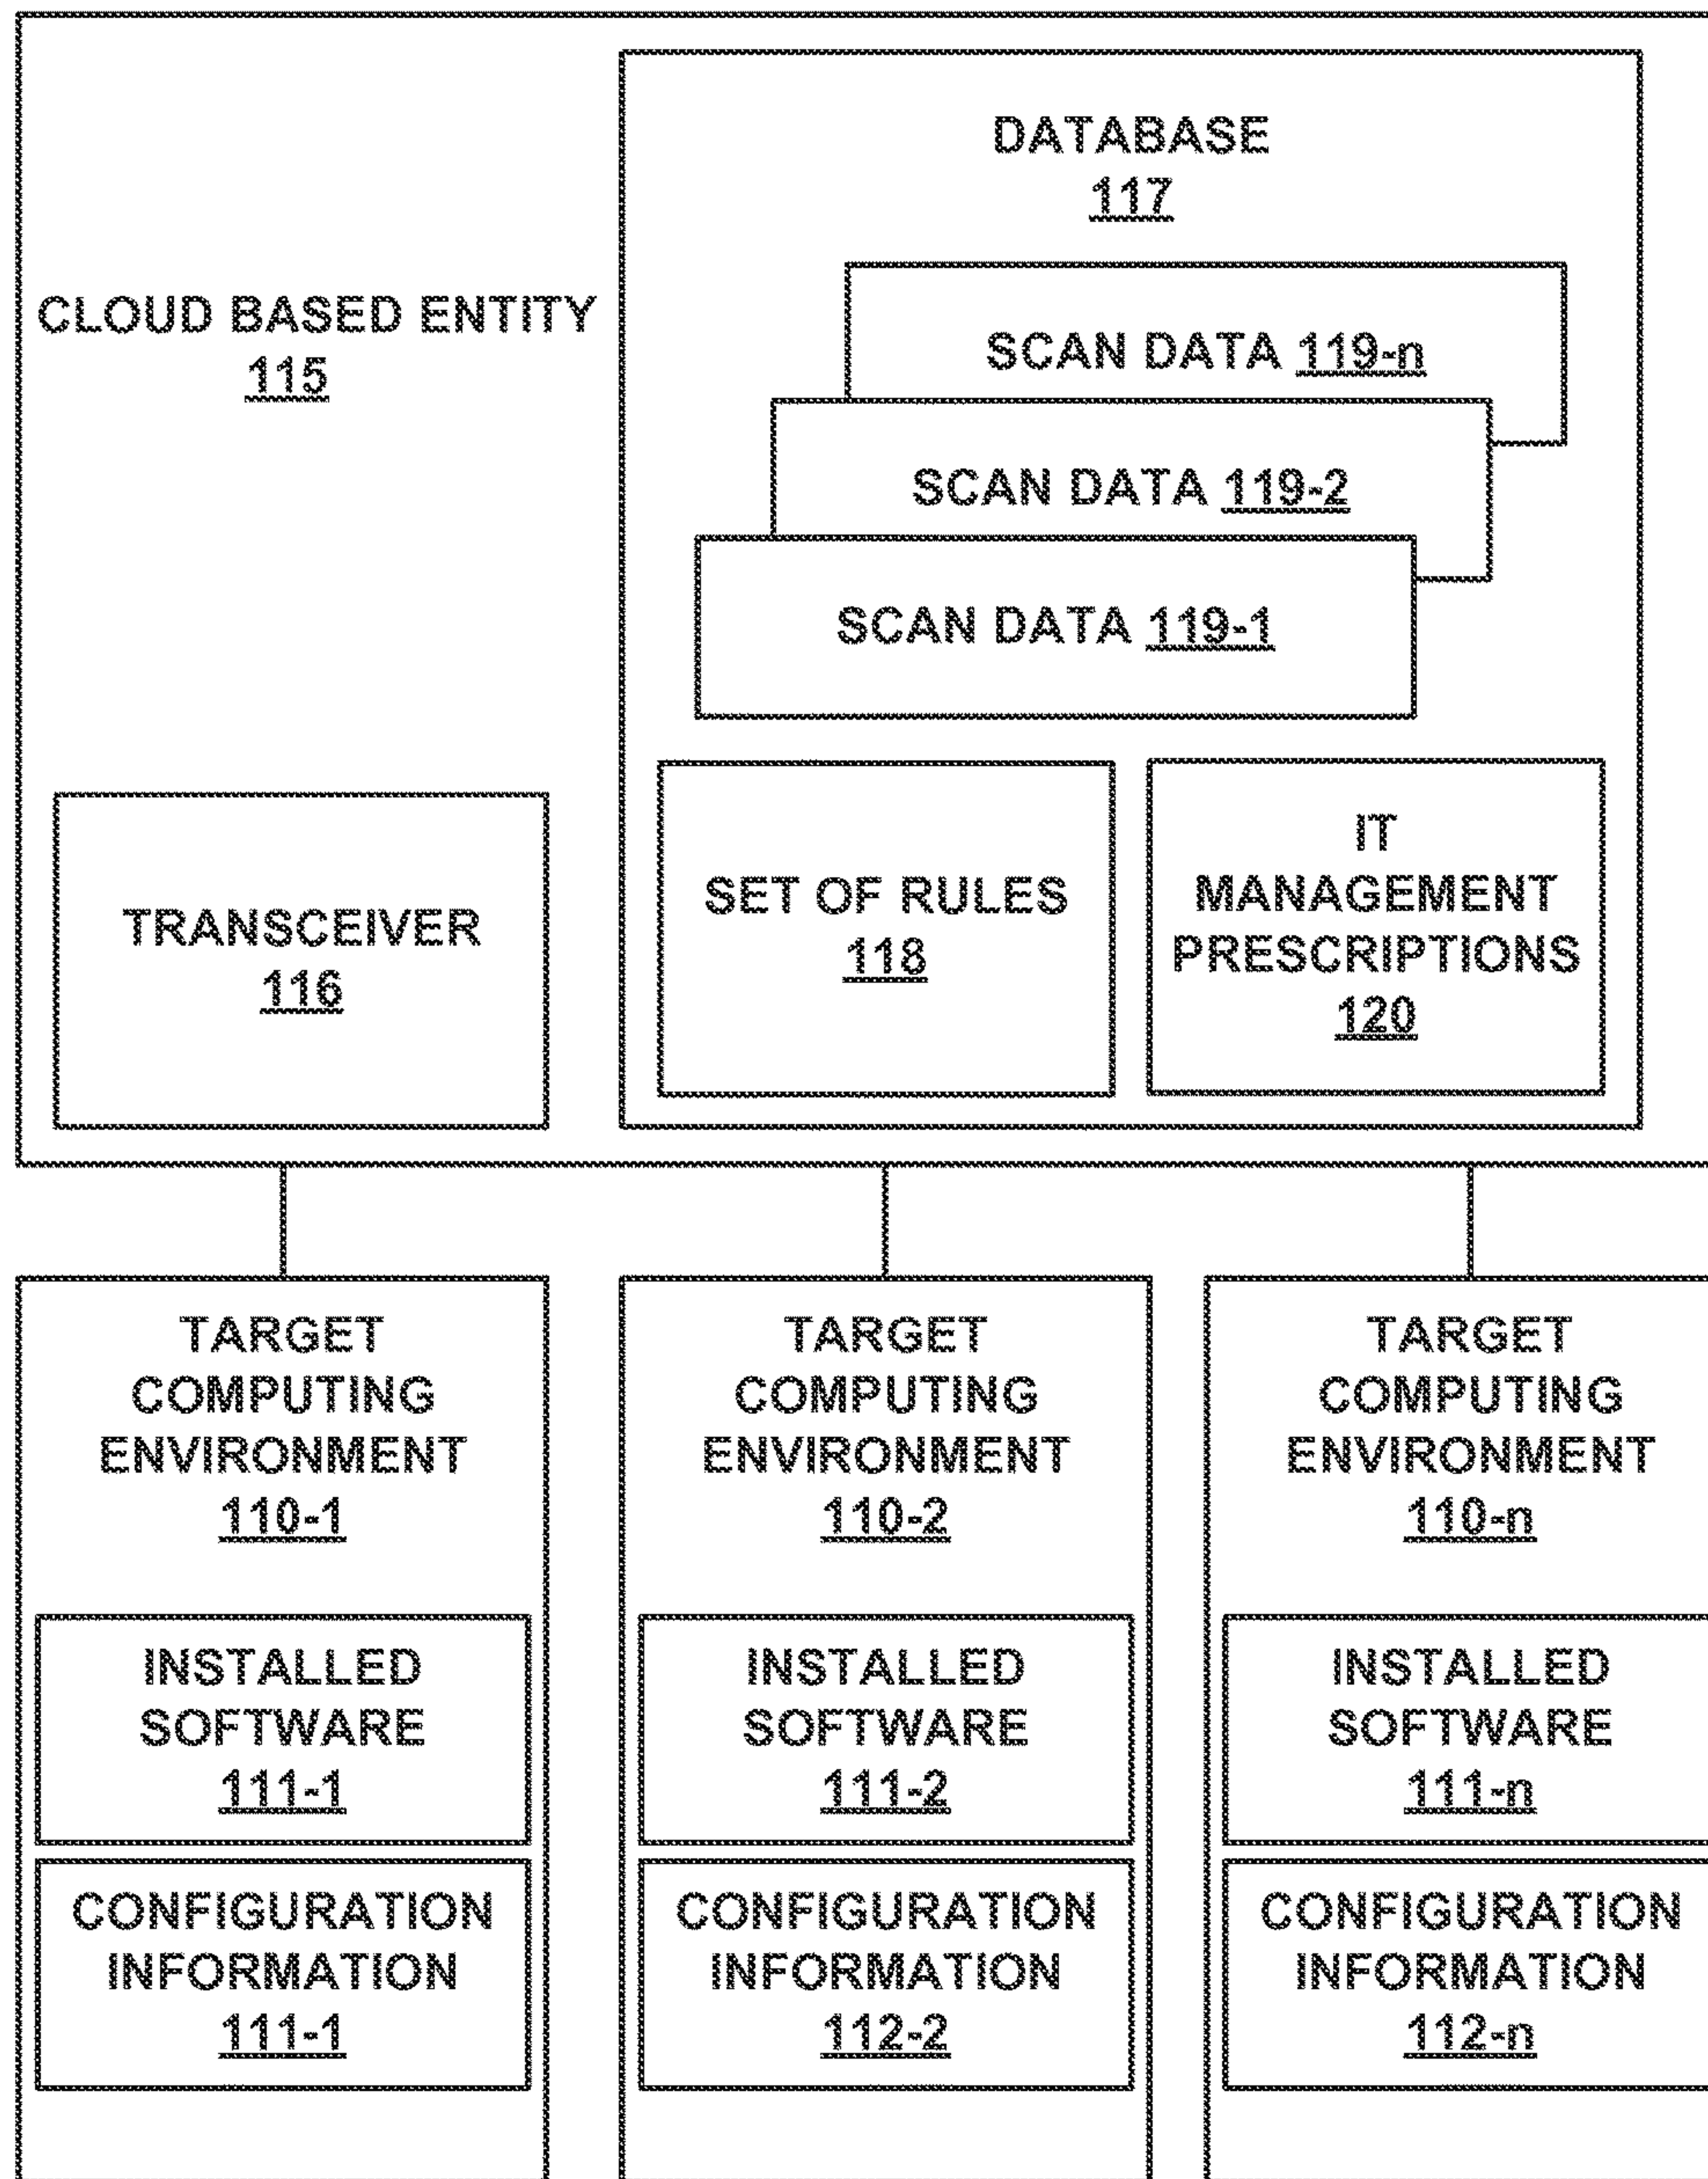 CLOUD BASED ENTITY
115
TRANSCEIVER
116
DATABASE
117
SCAN DATA 119-n
SCAN DATA 119-2
SCAN DATA 119-1
SET OF RULES
118
IT
MANAGEMENT
PRESCRIPTIONS
120
TARGET
COMPUTING
ENVIRONMENT
110-1
INSTALLED
SOFTWARE
111-1
CONFIGURATION
INFORMATION
111-1
TARGET
COMPUTING
ENVIRONMENT
110-2
INSTALLED
SOFTWARE
111-2
CONFIGURATION
INFORMATION
112-2
TARGET
COMPUTING
ENVIRONMENT
110-n
INSTALLED
SOFTWARE
111-n
CONFIGURATION
INFORMATION
112-n